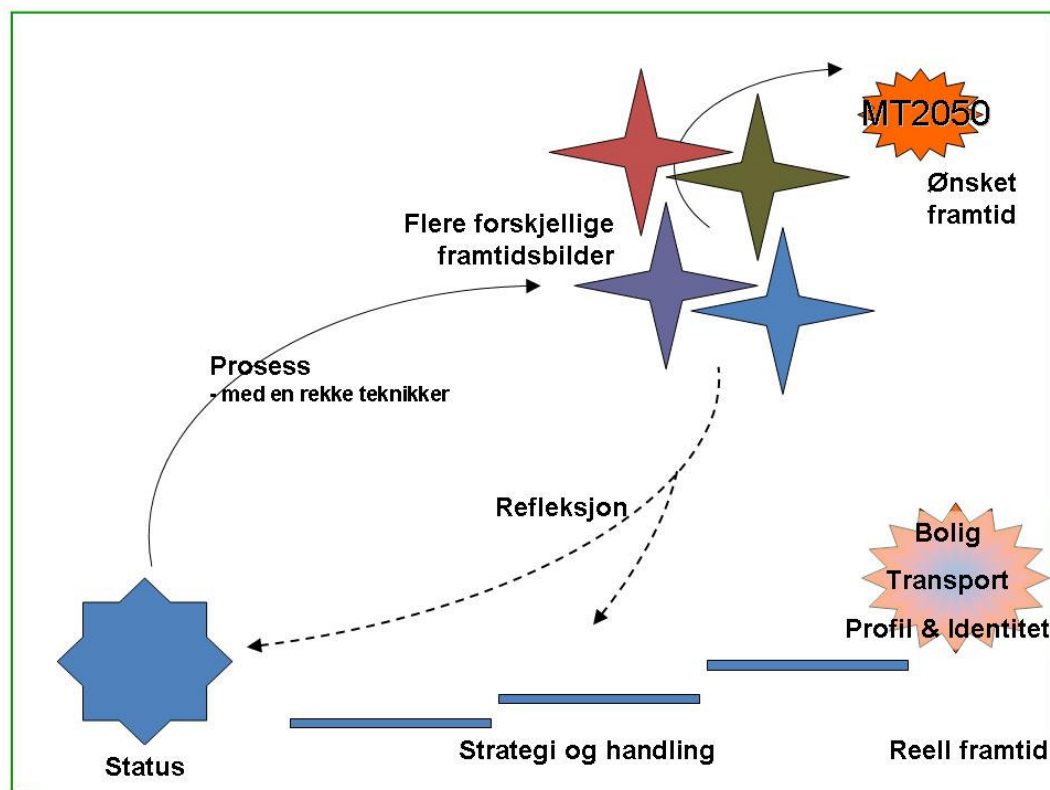 MT2050
Ønsket
framtid
Flere forskjellige
framtidsbilder
Prosess
- med en rekke teknikker
Refleksjon
Bolig
Transport
Profil & Identitet
Strategi og handling
Reell framtid
Status